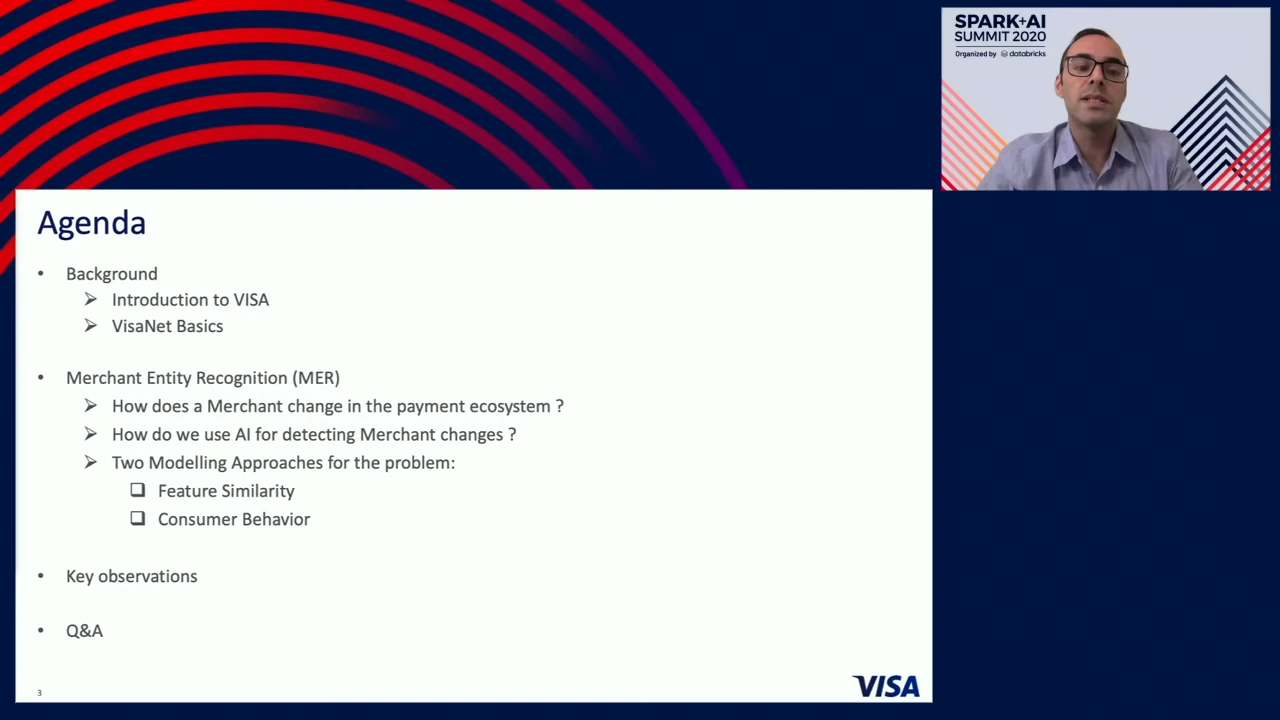 SPARK+AI
SUMMIT 2020
Organized by databricks
Agenda
• Background
➢ Introduction to VISA
➢ VisaNet Basics
• Merchant Entity Recognition (MER)
➢ How does a Merchant change in the payment ecosystem ?
➢ How do we use AI for detecting Merchant changes ?
➢ Two Modelling Approaches for the problem:
❑ Feature Similarity
❑ Consumer Behavior
• Key observations
• Q&A
3
VISA